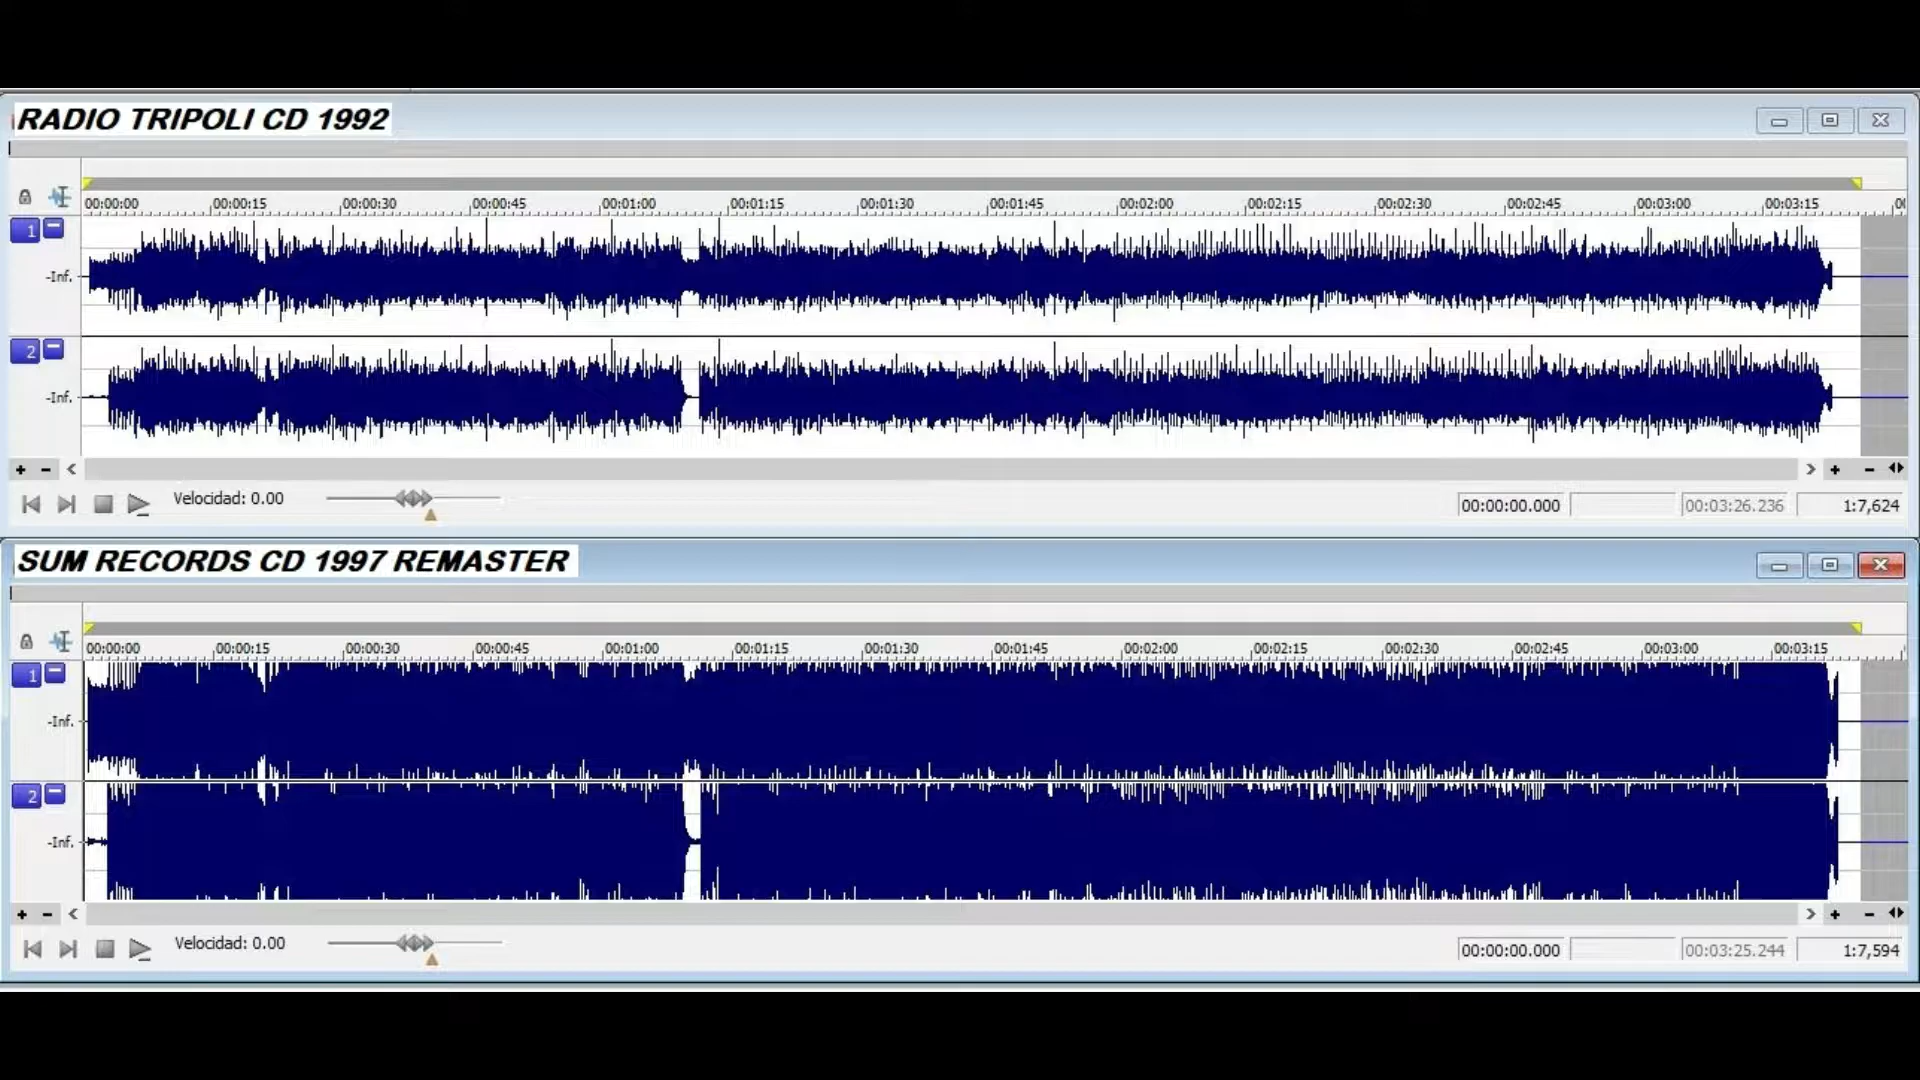 RADIO TRIPOLI CD 1992
00:00:00 00:00:15 00:00:30 00:00:45 00:01:00 00:01:15 00:01:30 00:01:45 00:02:00 00:02:15 00:02:30 00:02:45 00:03:00 00:03:15
1
-Inf.
2
-Inf.
Velocidad: 0.00 00:00:00.000 00:03:26.236 1:7,624
SUM RECORDS CD 1997 REMASTER
00:00:00 00:00:15 00:00:30 00:00:45 00:01:00 00:01:15 00:01:30 00:01:45 00:02:00 00:02:15 00:02:30 00:02:45 00:03:00 00:03:15
1
-Inf.
2
-Inf.
Velocidad: 0.00 00:00:00.000 00:03:25.244 1:7,594